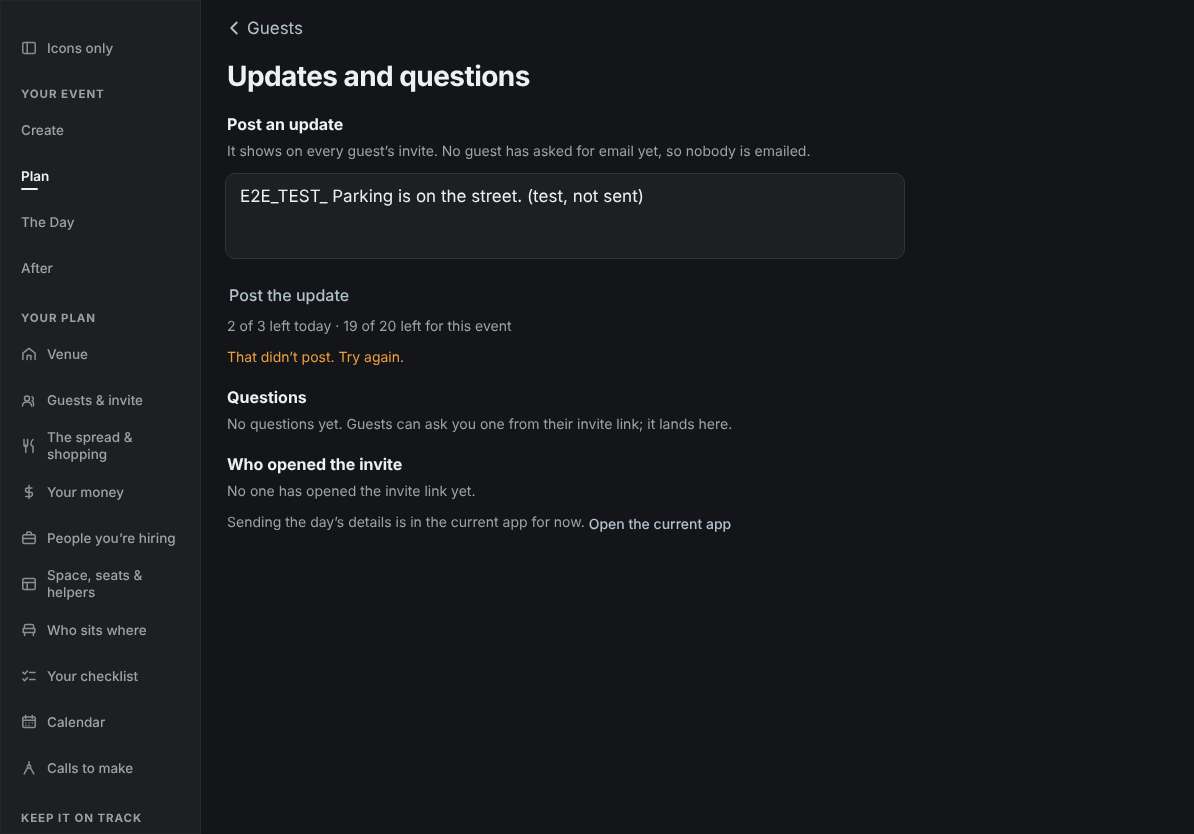 Icons only
YOUR EVENT
Create
Plan
The Day
After
YOUR PLAN
Venue
Guests & invite
The spread &
shopping
Your money
People you’re hiring
Space, seats &
helpers
Who sits where
Your checklist
Calendar
Calls to make
KEEP IT ON TRACK
Guests
Updates and questions
Post an update
It shows on every guest’s invite. No guest has asked for email yet, so nobody is emailed.
E2E_TEST_ Parking is on the street. (test, not sent)
Post the update
2 of 3 left today · 19 of 20 left for this event
That didn’t post. Try again.
Questions
No questions yet. Guests can ask you one from their invite link; it lands here.
Who opened the invite
No one has opened the invite link yet.
Sending the day’s details is in the current app for now. Open the current app